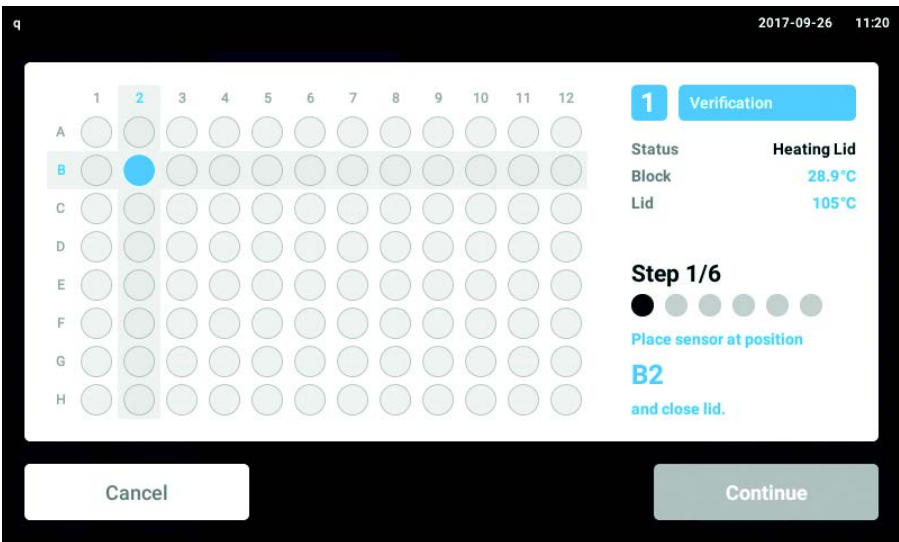 q 2017-09-26 11:20
1 2 3 4 5 6 7 8 9 10 11 12
A
B
C
D
E
F
G
H
1 Verification
Status Heating Lid
Block 28.9°C
Lid 105°C
Step 1/6
Place sensor at position
B2
and close lid.
Cancel
Continue